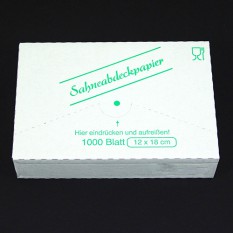 Sahneabdeckpapier
Hier eindrücken und aufreißen!
1000 Blatt 12 x 18 cm